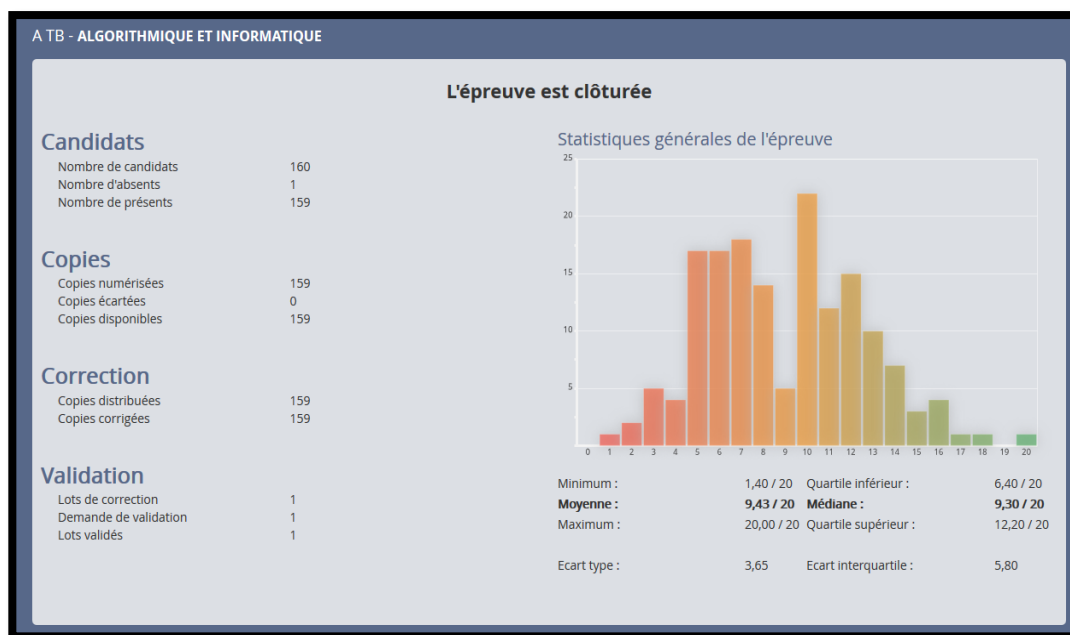 A TB - ALGORITHMIQUE ET INFORMATIQUE
L'épreuve est clôturée
Candidats
Nombre de candidats 160
Nombre d'absents 1
Nombre de présents 159
Copies
Copies numérisées 159
Copies écartées 0
Copies disponibles 159
Correction
Copies distribuées 159
Copies corrigées 159
Validation
Lots de correction 1
Demande de validation 1
Lots validés 1
Statistiques générales de l'épreuve
25
20
15
10
5
0 1 2 3 4 5 6 7 8 9 10 11 12 13 14 15 16 17 18 19 20
Minimum : 1,40 / 20 Quartile inférieur : 6,40 / 20
Moyenne : 9,43 / 20 Médiane : 9,30 / 20
Maximum : 20,00 / 20 Quartile supérieur : 12,20 / 20
Ecart type : 3,65 Ecart interquartile : 5,80